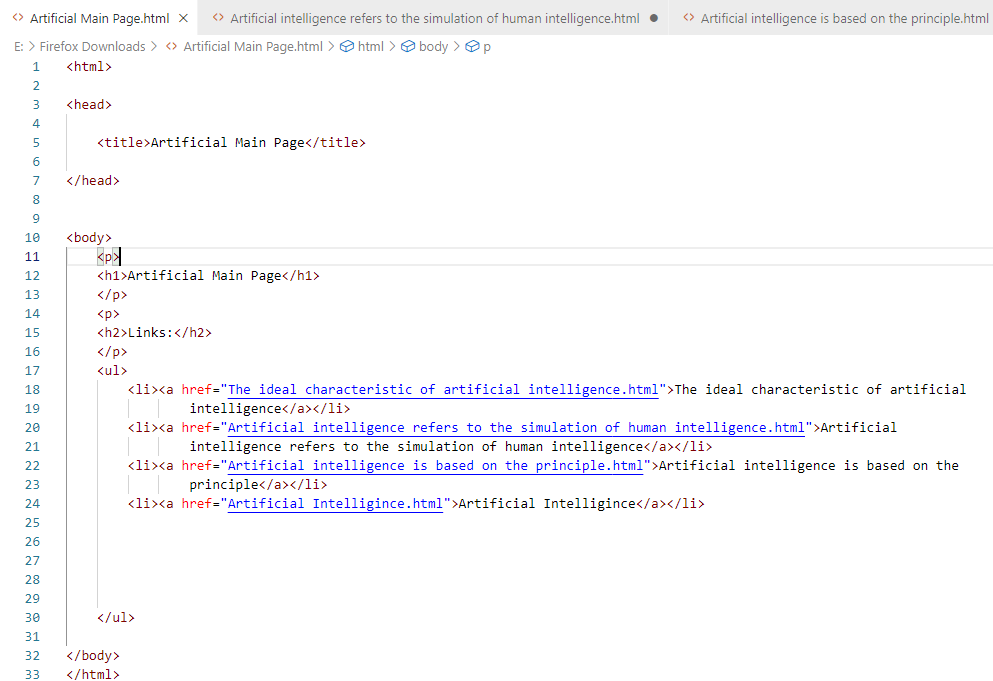 Artificial Main Page.html Artificial intelligence refers to the simulation of human intelligence.html Artificial intelligence is based on the principle.html
E: > Firefox Downloads > Artificial Main Page.html > html > body > p
1 <html>
2
3 <head>
4
5 <title>Artificial Main Page</title>
6
7 </head>
8
9
10 <body>
11 <p>
12 <h1>Artificial Main Page</h1>
13 </p>
14 <p>
15 <h2>Links:</h2>
16 </p>
17 <ul>
18 <li><a href="The ideal characteristic of artificial intelligence.html">The ideal characteristic of artificial
19 intelligence</a></li>
20 <li><a href="Artificial intelligence refers to the simulation of human intelligence.html">Artificial
21 intelligence refers to the simulation of human intelligence</a></li>
22 <li><a href="Artificial intelligence is based on the principle.html">Artificial intelligence is based on the
23 principle</a></li>
24 <li><a href="Artificial Intelligince.html">Artificial Intelligince</a></li>
25
26
27
28
29
30 </ul>
31
32 </body>
33 </html>